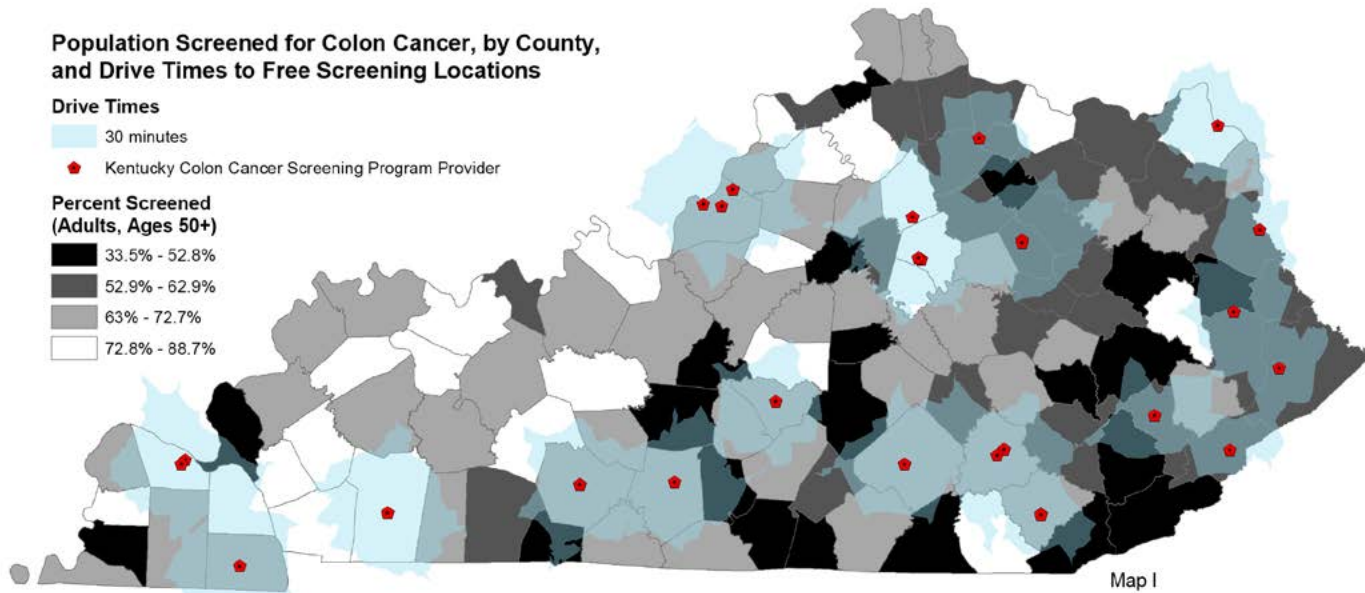 Population Screened for Colon Cancer, by County,
and Drive Times to Free Screening Locations
Drive Times
30 minutes
Kentucky Colon Cancer Screening Program Provider
Percent Screened
(Adults, Ages 50+)
33.5% - 52.8%
52.9% - 62.9%
63% - 72.7%
72.8% - 88.7%
Map I